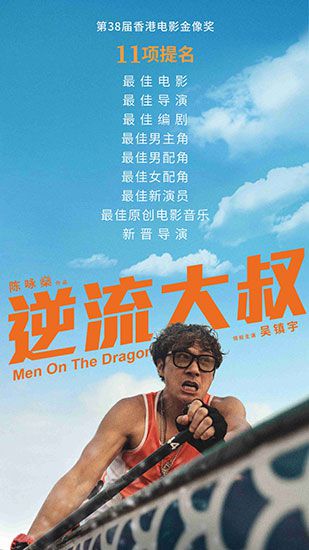 第38届香港电影金像奖
11项提名
最佳电影
最佳导演
最佳编剧
最佳男主角
最佳男配角
最佳女配角
最佳新演员
最佳原创电影音乐
新晋导演
陈咏燊 作品
逆流大叔
Men On The Dragon
领衔主演 吴镇宇